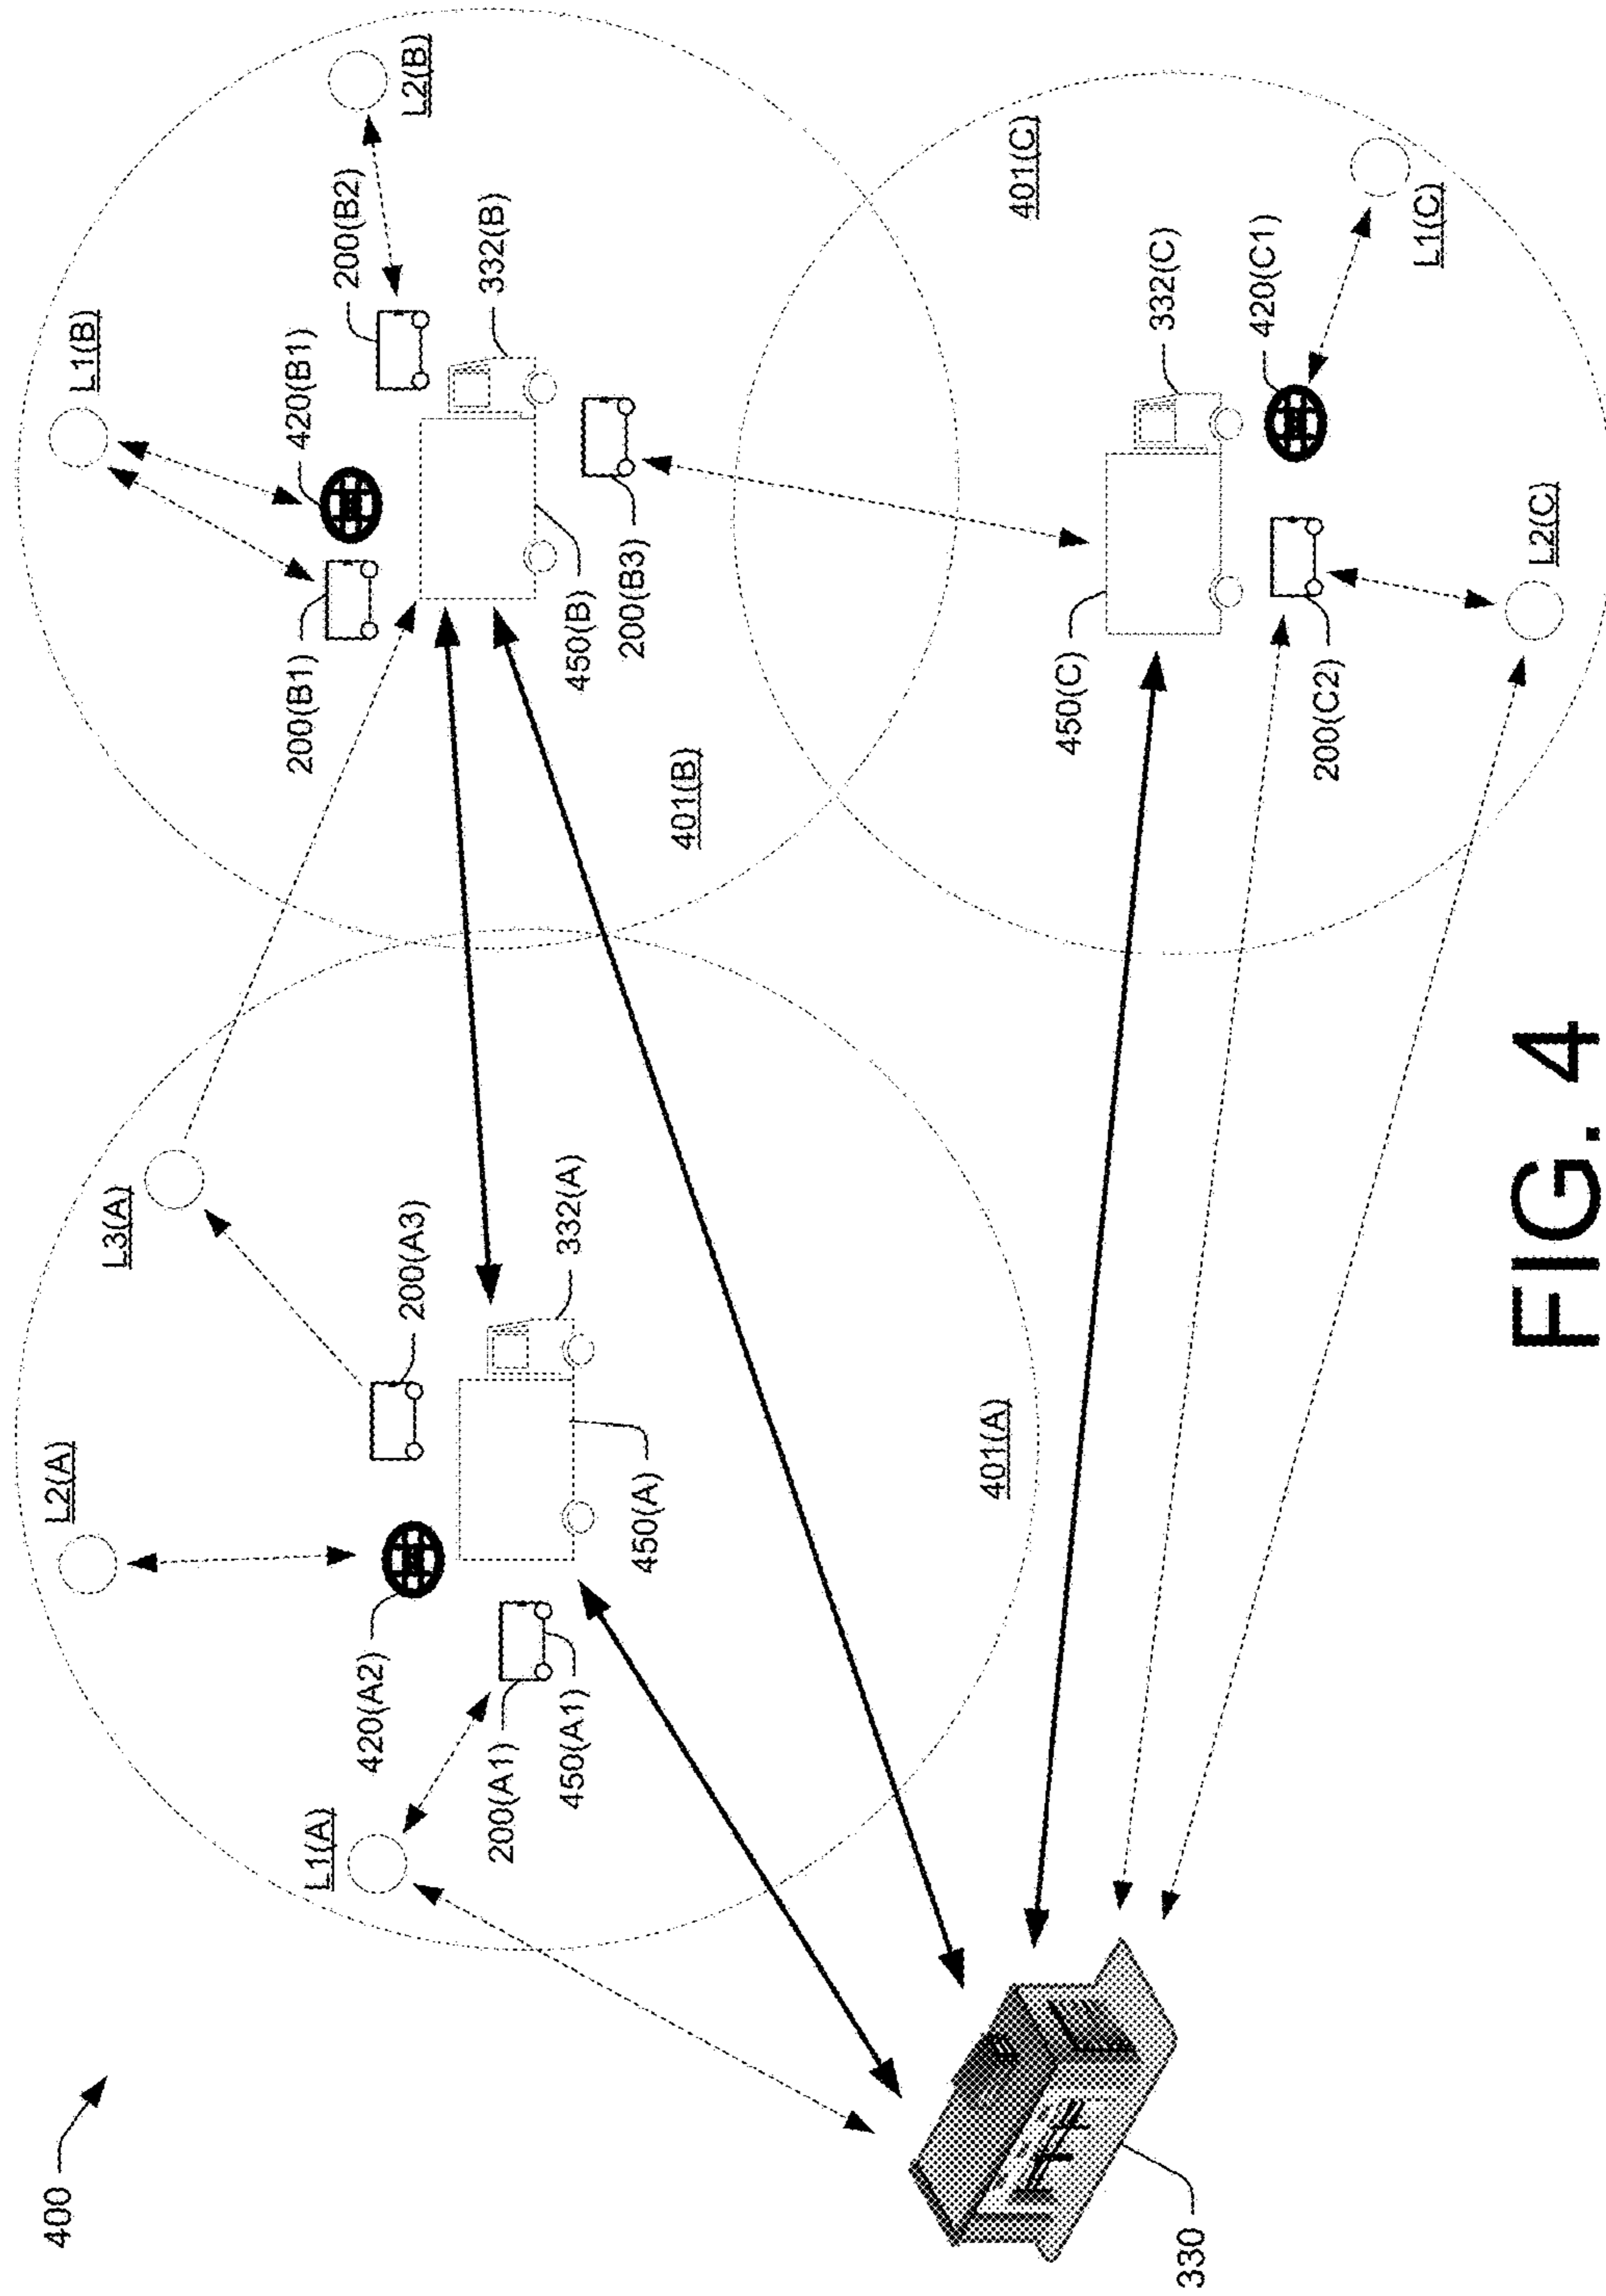 400
L1(A)
L2(A)
L3(A)
420(A2)
200(A3)
332(A)
200(A1)
450(A1)
450(A)
401(A)
L1(B)
L2(B)
420(B1)
200(B2)
200(B1)
332(B)
450(B)
200(B3)
401(B)
401(C)
332(C)
450(C)
420(C1)
200(C2)
L1(C)
L2(C)
330
FIG. 4